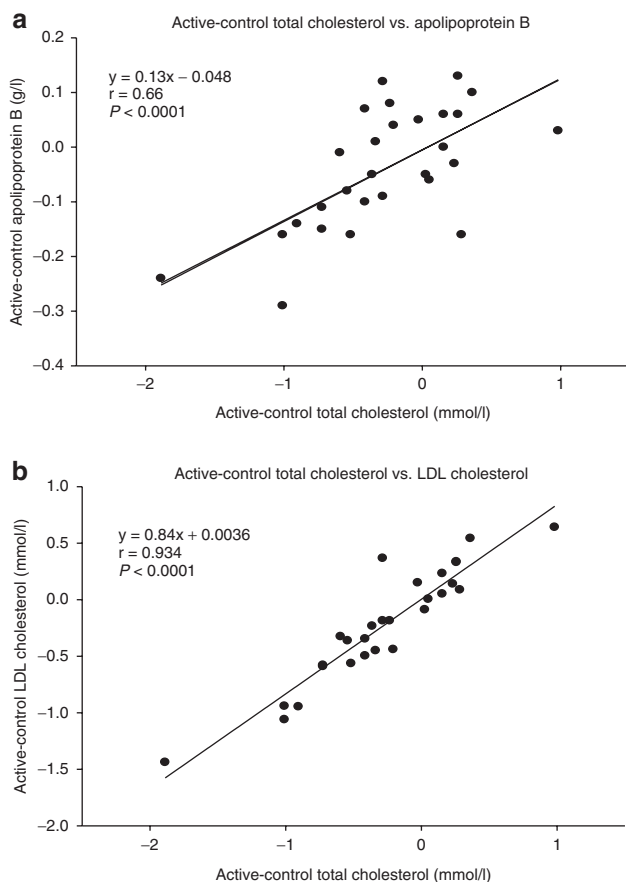 a
Active-control total cholesterol vs. apolipoprotein B
0.2
y = 0.13x – 0.048
r = 0.66
P < 0.0001
0.1
0.0
–0.1
–0.2
–0.3
–0.4
Active-control apolipoprotein B (g/l)
–2
–1
0
1
Active-control total cholesterol (mmol/l)
b
Active-control total cholesterol vs. LDL cholesterol
1.0
y = 0.84x + 0.0036
r = 0.934
P < 0.0001
0.5
0.0
–0.5
–1.0
–1.5
–2.0
Active-control LDL cholesterol (mmol/l)
–2
–1
0
1
Active-control total cholesterol (mmol/l)